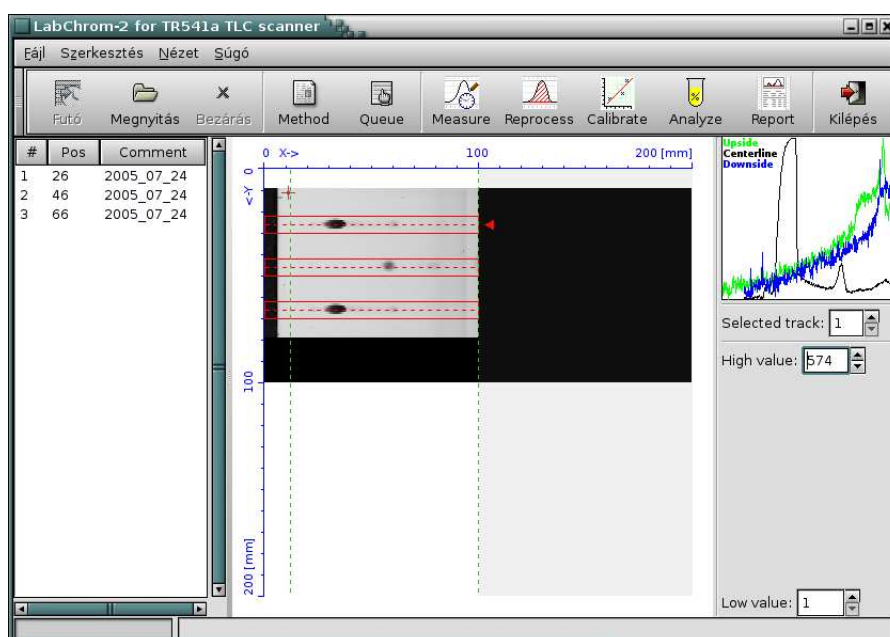 LabChrom-2 for TR541a TLC scanner
Fájl Szerkesztés Nézet Súgó
Futó Megnyitás Bezárás Method Queue Measure Reprocess Calibrate Analyze Report Kilépés
# Pos Comment
1 26 2005_07_24
2 46 2005_07_24
3 66 2005_07_24
0 X-> 100 200 [mm]
<-Y 0
100
200 [mm]
Upside
Centerline
Downside
Selected track: 1
High value: 574
Low value: 1